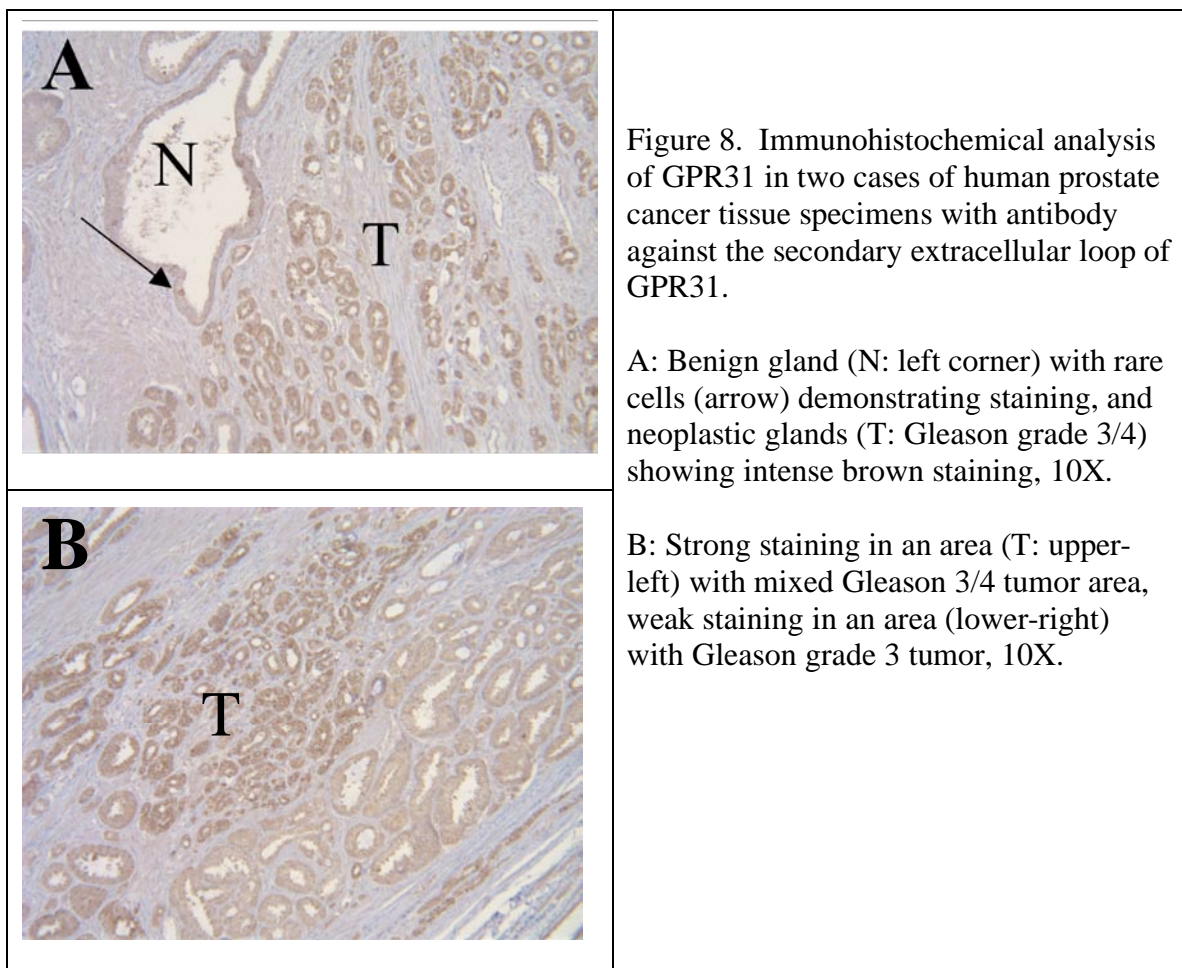 A
N
T
Figure 8. Immunohistochemical analysis
of GPR31 in two cases of human prostate
cancer tissue specimens with antibody
against the secondary extracellular loop of
GPR31.
A: Benign gland (N: left corner) with rare
cells (arrow) demonstrating staining, and
neoplastic glands (T: Gleason grade 3/4)
showing intense brown staining, 10X.
B: Strong staining in an area (T: upper-
left) with mixed Gleason 3/4 tumor area,
weak staining in an area (lower-right)
with Gleason grade 3 tumor, 10X.
B
T